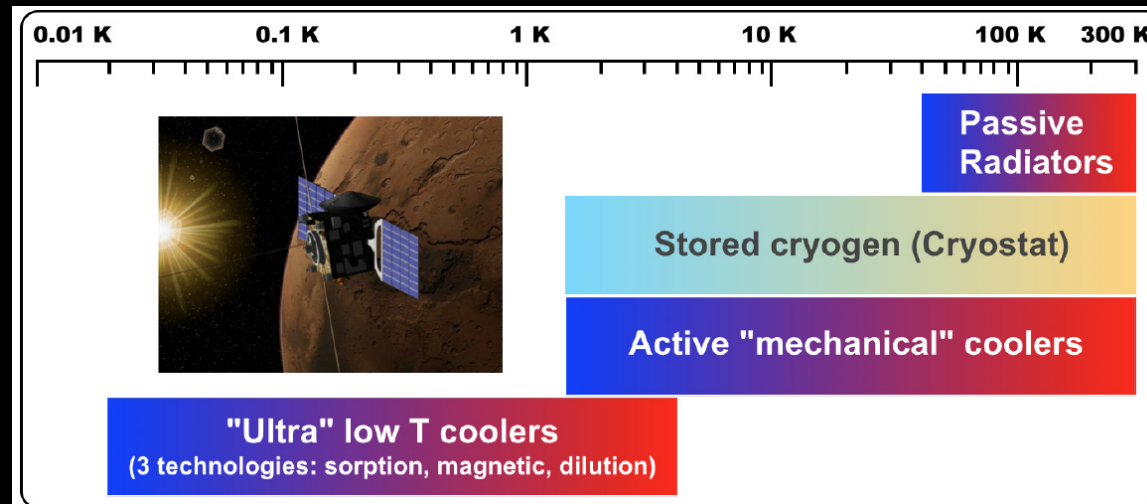 0.01 K 0.1 K 1 K 10 K 100 K 300 K
Passive
Radiators
Stored cryogen (Cryostat)
Active "mechanical" coolers
"Ultra" low T coolers
(3 technologies: sorption, magnetic, dilution)